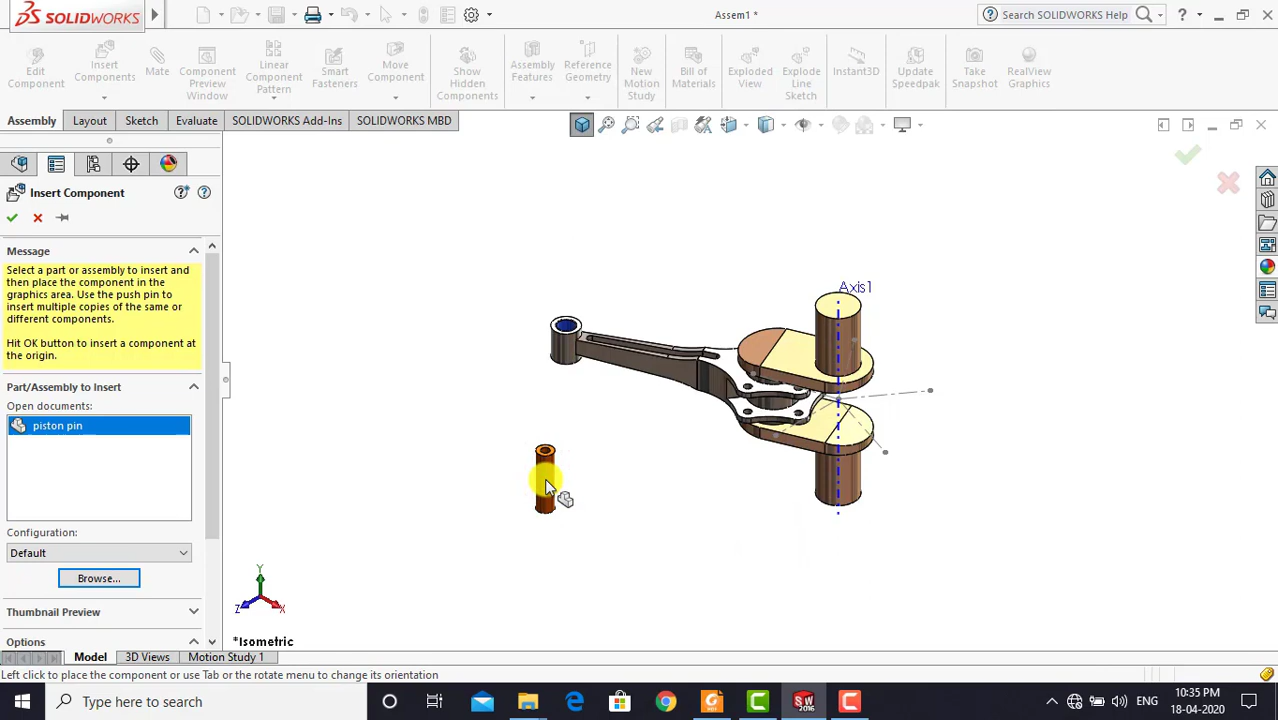 SOLIDWORKS
Assem1 *
Search SOLIDWORKS Help
Edit Component
Insert Components
Mate
Component Preview Window
Linear Component Pattern
Smart Fasteners
Move Component
Show Hidden Components
Assembly Features
Reference Geometry
New Motion Study
Bill of Materials
Exploded View
Explode Line Sketch
Instant3D
Update Speedpak
Take Snapshot
RealView Graphics
Assembly
Layout
Sketch
Evaluate
SOLIDWORKS Add-Ins
SOLIDWORKS MBD
Insert Component
Message
Select a part or assembly to insert and
then place the component in the
graphics area. Use the push pin to
insert multiple copies of the same or
different components.
Hit OK button to insert a component at
the origin.
Part/Assembly to Insert
Open documents:
piston pin
Configuration:
Default
Browse...
Thumbnail Preview
Options
Axis1
Y
Z
X
*Isometric
Model
3D Views
Motion Study 1
Left click to place the component or use Tab or the rotate menu to change its orientation
Type here to search
SW
2016
ENG
10:35 PM
18-04-2020